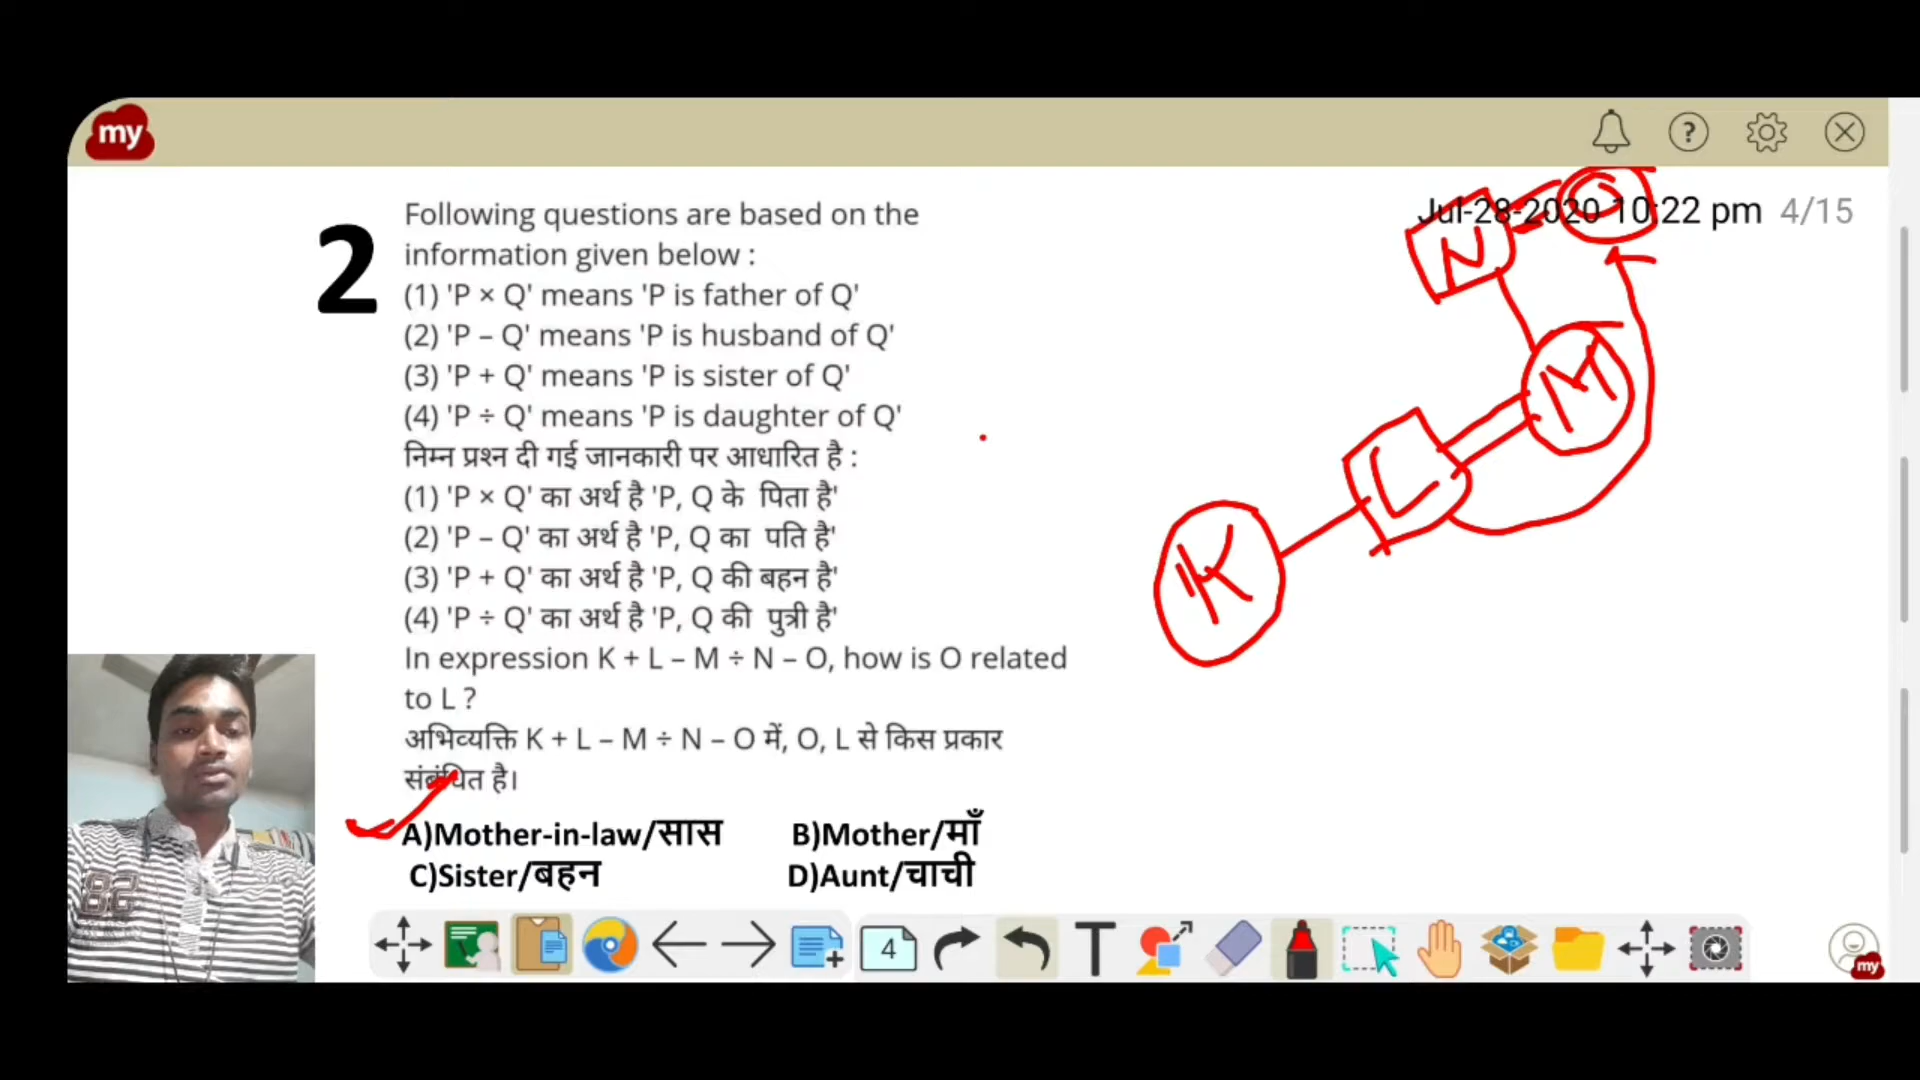 my
Jul-28-2020 10:22 pm 4/15
2
Following questions are based on the
information given below :
(1) 'P × Q' means 'P is father of Q'
(2) 'P – Q' means 'P is husband of Q'
(3) 'P + Q' means 'P is sister of Q'
(4) 'P ÷ Q' means 'P is daughter of Q'
निम्न प्रश्न दी गई जानकारी पर आधारित है :
(1) 'P × Q' का अर्थ है 'P, Q के पिता है'
(2) 'P – Q' का अर्थ है 'P, Q का पति है'
(3) 'P + Q' का अर्थ है 'P, Q की बहन है'
(4) 'P ÷ Q' का अर्थ है 'P, Q की पुत्री है'
In expression K + L – M ÷ N – O, how is O related
to L ?
अभिव्यक्ति K + L – M ÷ N – O में, O, L से किस प्रकार
संबंधित है।
A)Mother-in-law/सास B)Mother/माँ
C)Sister/बहन D)Aunt/चाची
N O
M
L
K
82
4
T
my